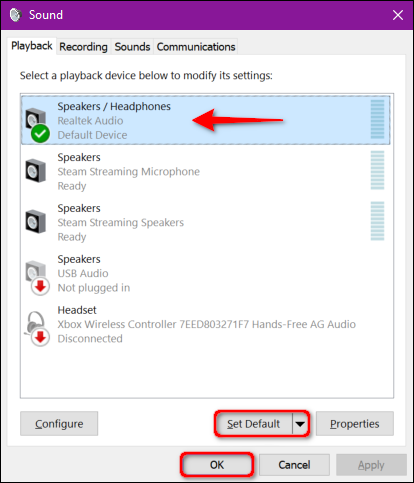 Sound
Playback Recording Sounds Communications
Select a playback device below to modify its settings:
Speakers / Headphones
Realtek Audio
Default Device
Speakers
Steam Streaming Microphone
Ready
Speakers
Steam Streaming Speakers
Ready
Speakers
USB Audio
Not plugged in
Headset
Xbox Wireless Controller 7EED803271F7 Hands-Free AG Audio
Disconnected
Configure Set Default Properties
OK Cancel Apply